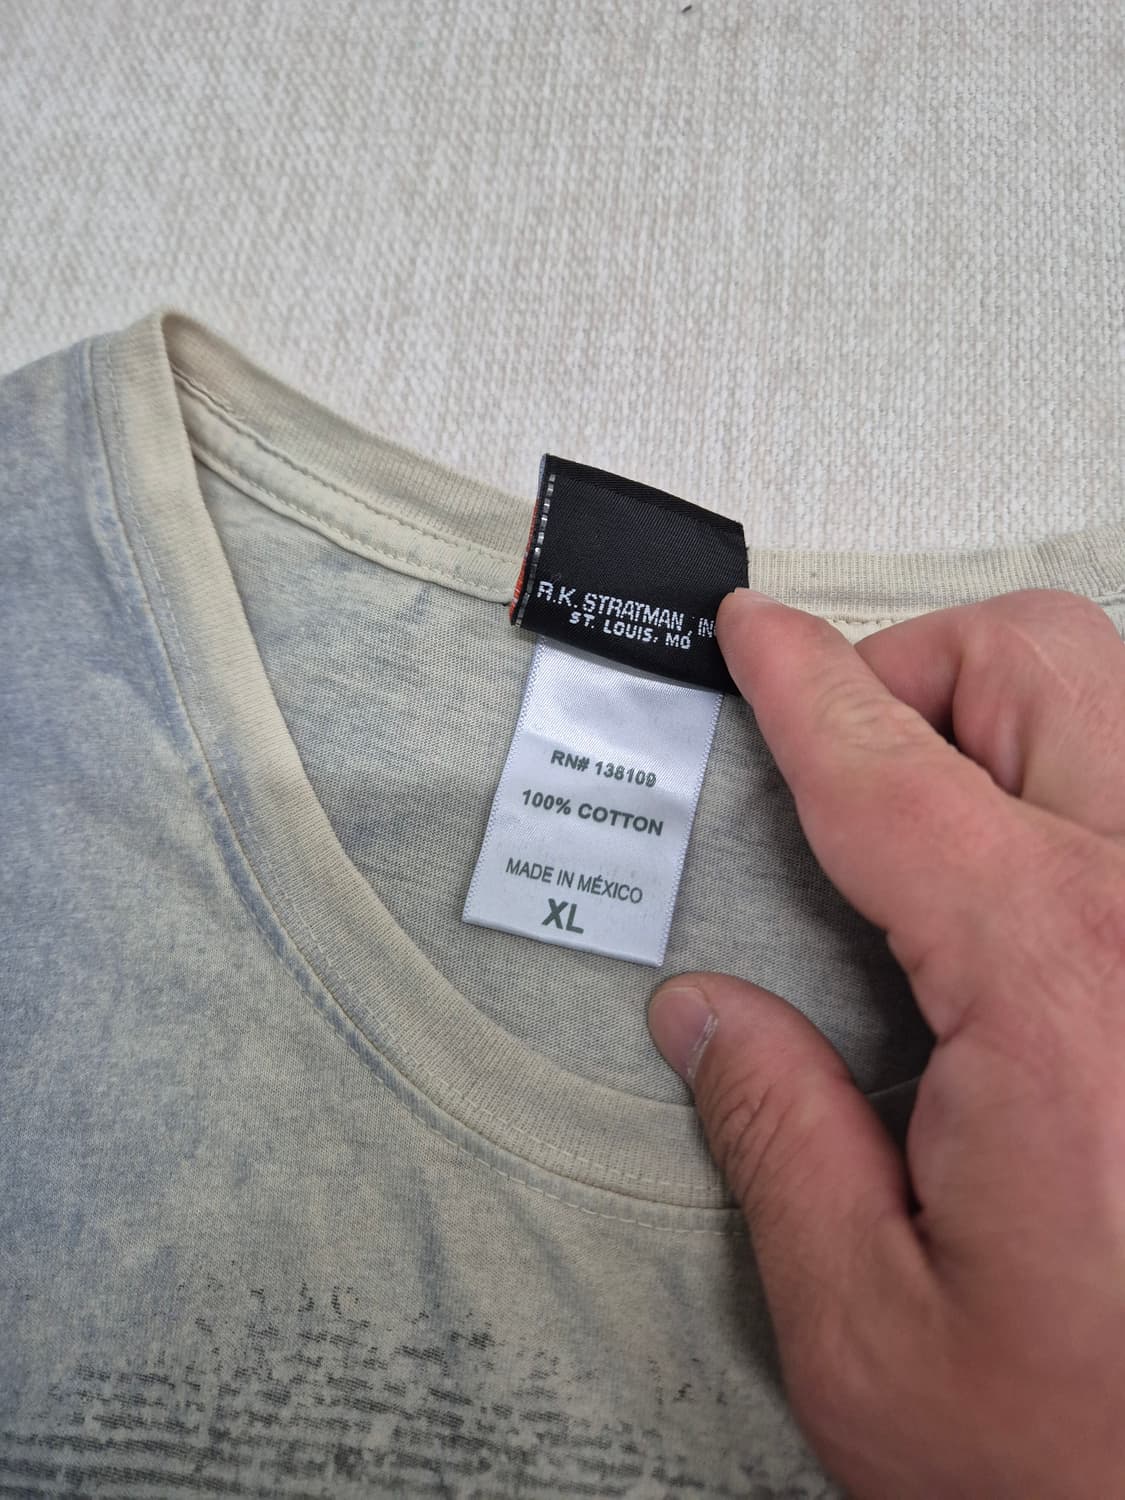 R.K. STRATMAN, IN
ST. LOUIS, MO
RN# 138109
100% COTTON
MADE IN MÉXICO
XL